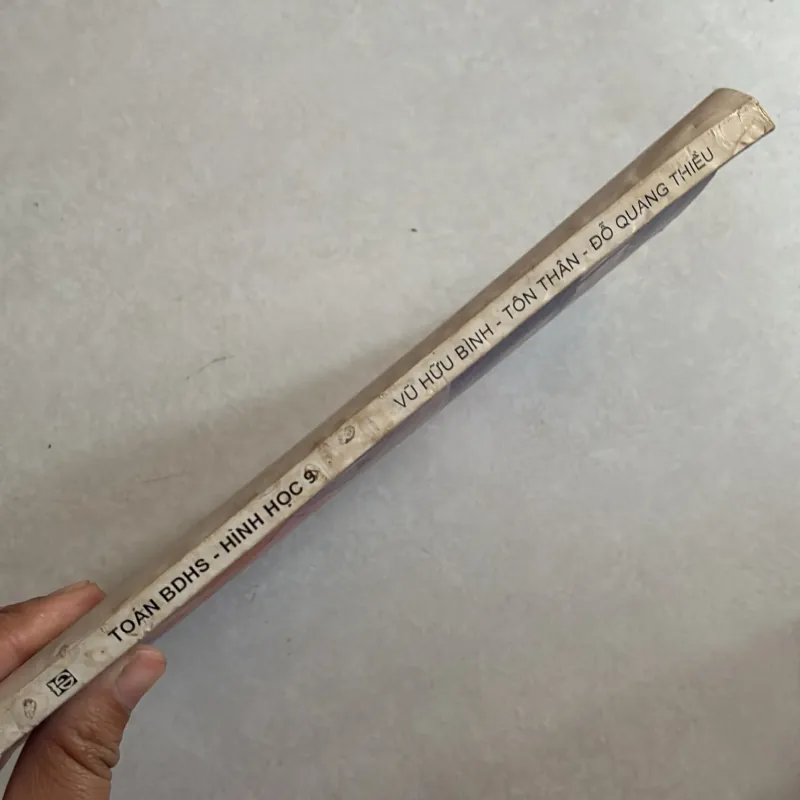 TOÁN BDHS - HÌNH HỌC 9
VŨ HỮU BÌNH - TÔN THÂN - ĐỖ QUANG THIỀU